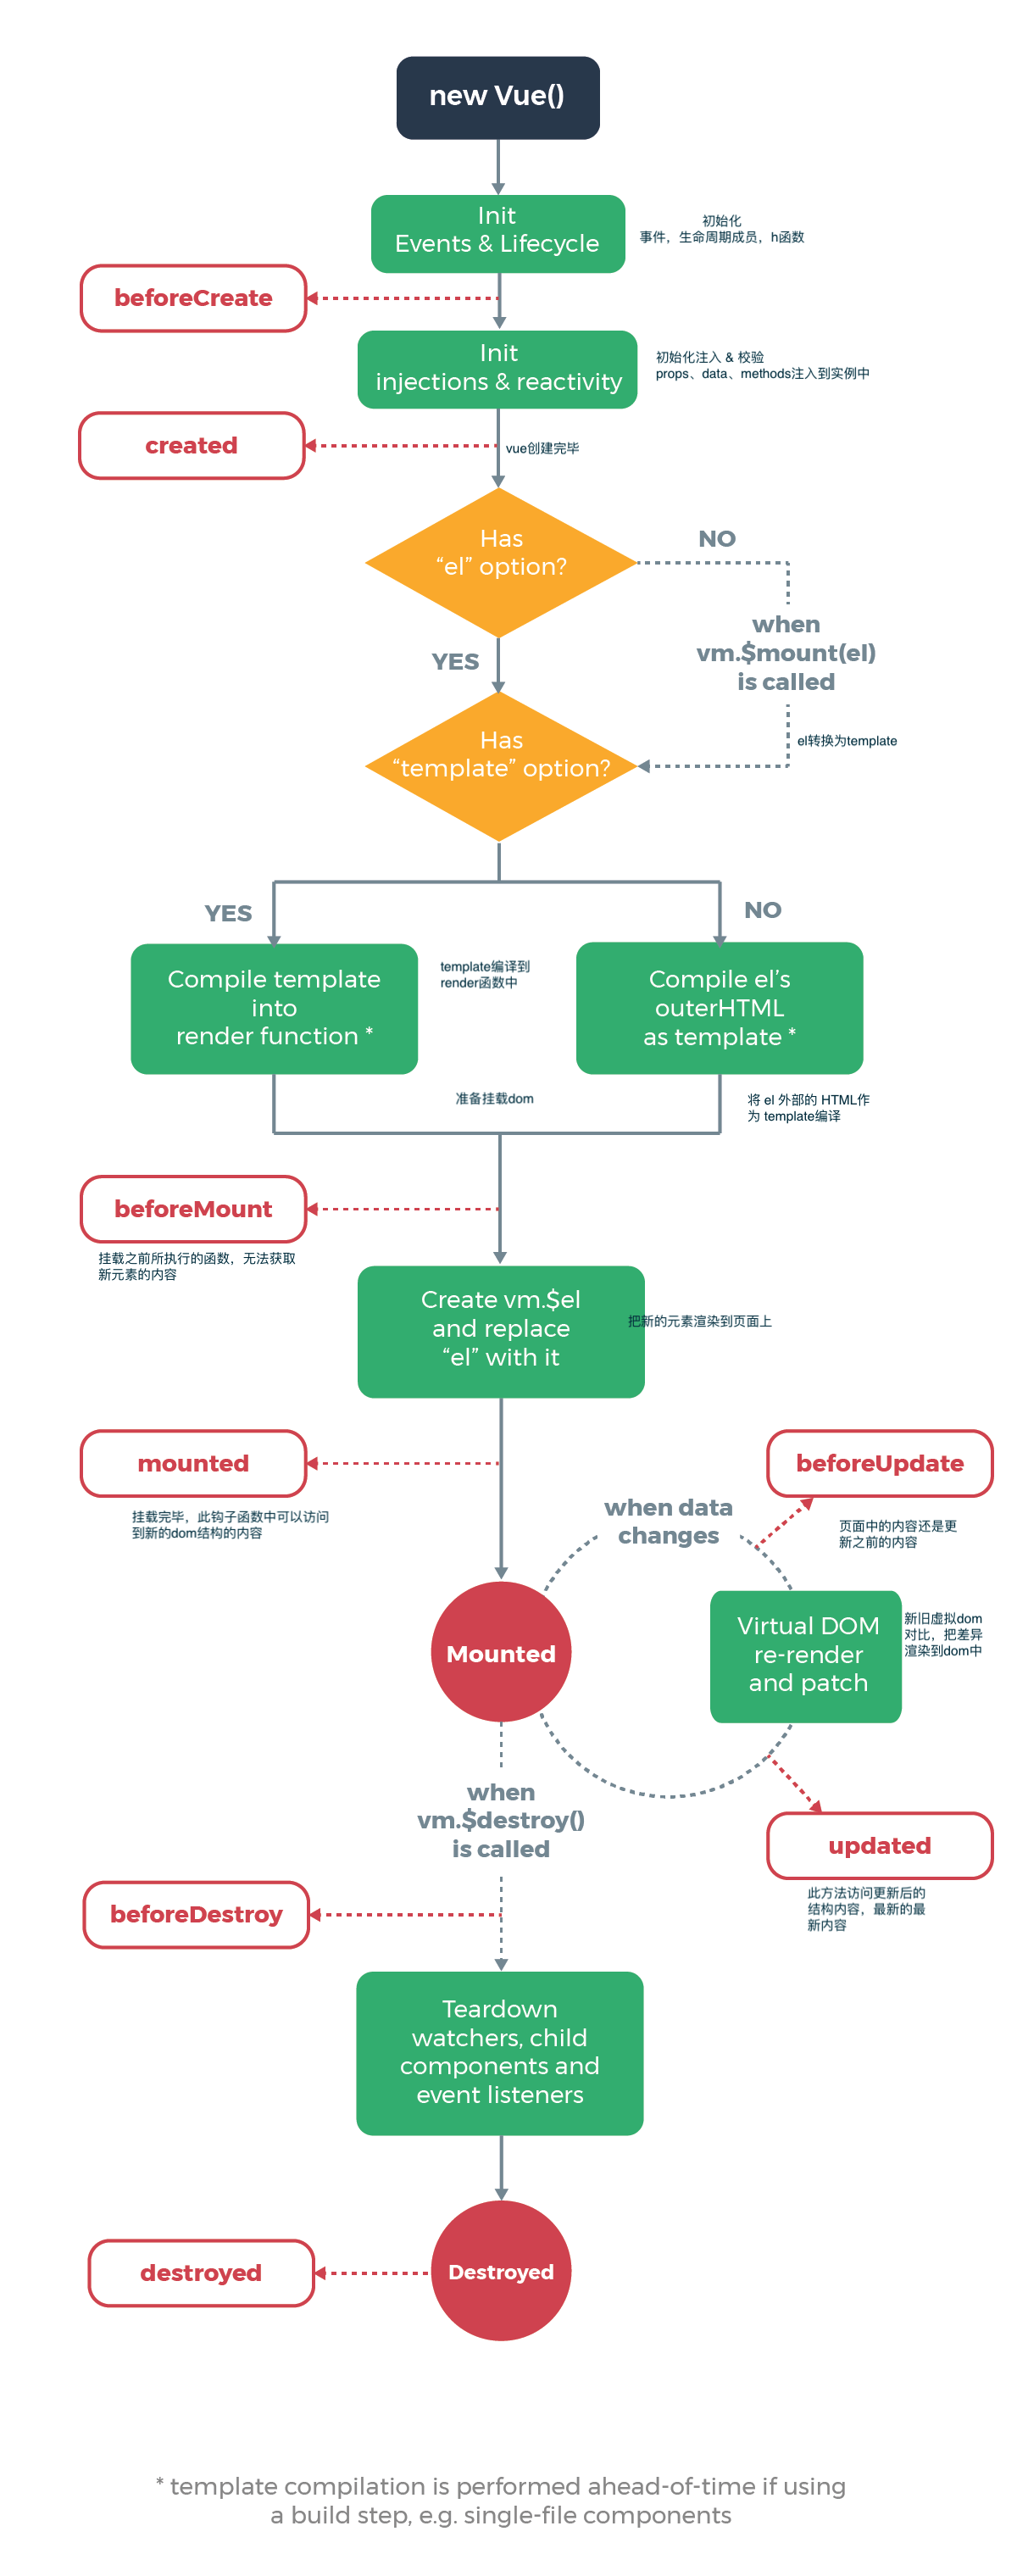 new Vue()
Init
Events & Lifecycle
初始化
事件，生命周期成员，h函数
beforeCreate
Init
injections & reactivity
初始化注入 & 校验
props、data、methods注入到实例中
created
vue创建完毕
Has
“el” option?
NO
when
vm.$mount(el)
is called
YES
el转换为template
Has
“template” option?
YES
NO
Compile template
into
render function *
template编译到
render函数中
Compile el’s
outerHTML
as template *
准备挂载dom
将 el 外部的 HTML作
为 template编译
beforeMount
挂载之前所执行的函数，无法获取
新元素的内容
Create vm.$el
and replace
“el” with it
把新的元素渲染到页面上
mounted
挂载完毕，此钩子函数中可以访问
到新的dom结构的内容
beforeUpdate
when data
changes
页面中的内容还是更
新之前的内容
Mounted
Virtual DOM
re-render
and patch
新旧虚拟dom
对比，把差异
渲染到dom中
when
vm.$destroy()
is called
updated
此方法访问更新后的
结构内容，最新的最
新内容
beforeDestroy
Teardown
watchers, child
components and
event listeners
destroyed
Destroyed
* template compilation is performed ahead-of-time if using
a build step, e.g. single-file components